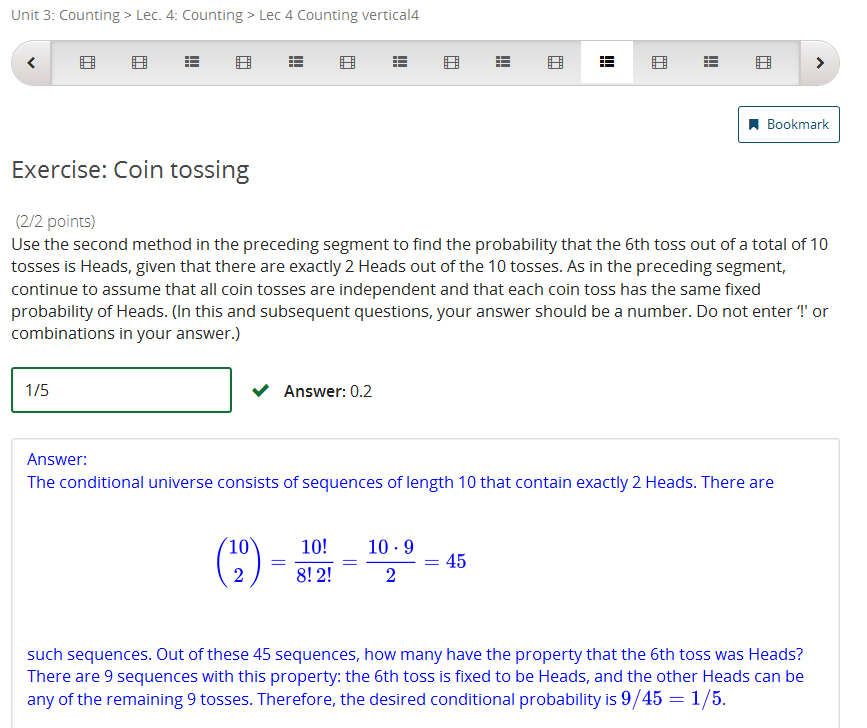 Unit 3: Counting > Lec. 4: Counting > Lec 4 Counting vertical4
Bookmark
Exercise: Coin tossing
(2/2 points)
Use the second method in the preceding segment to find the probability that the 6th toss out of a total of 10
tosses is Heads, given that there are exactly 2 Heads out of the 10 tosses. As in the preceding segment,
continue to assume that all coin tosses are independent and that each coin toss has the same fixed
probability of Heads. (In this and subsequent questions, your answer should be a number. Do not enter ‘!' or
combinations in your answer.)
1/5
Answer: 0.2
Answer:
The conditional universe consists of sequences of length 10 that contain exactly 2 Heads. There are
(10 2) = 10!/8! 2! = 10 · 9/2 = 45
such sequences. Out of these 45 sequences, how many have the property that the 6th toss was Heads?
There are 9 sequences with this property: the 6th toss is fixed to be Heads, and the other Heads can be
any of the remaining 9 tosses. Therefore, the desired conditional probability is 9/45 = 1/5.